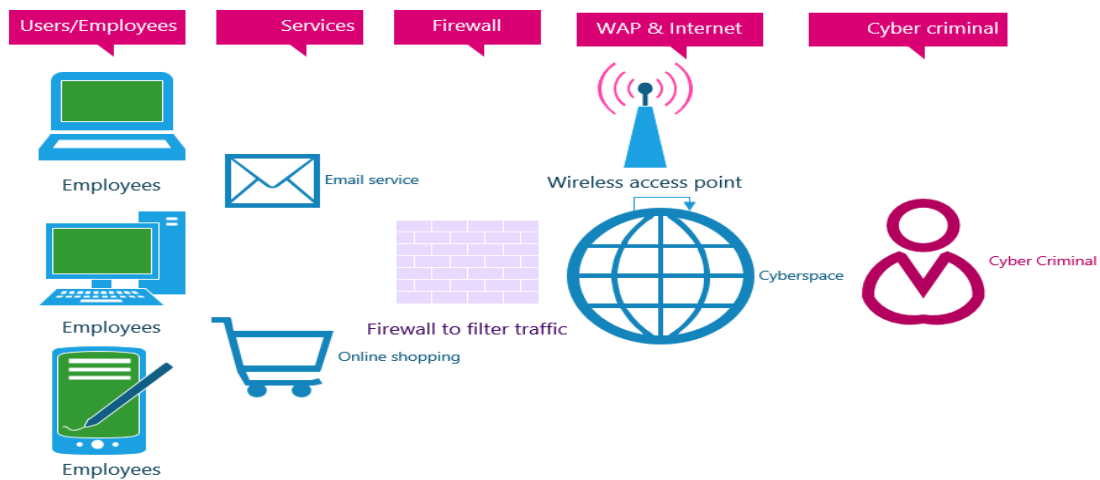 Users/Employees
Services
Firewall
WAP & Internet
Cyber criminal
Employees
Email service
Wireless access point
Cyberspace
Cyber Criminal
Employees
Firewall to filter traffic
Online shopping
Employees